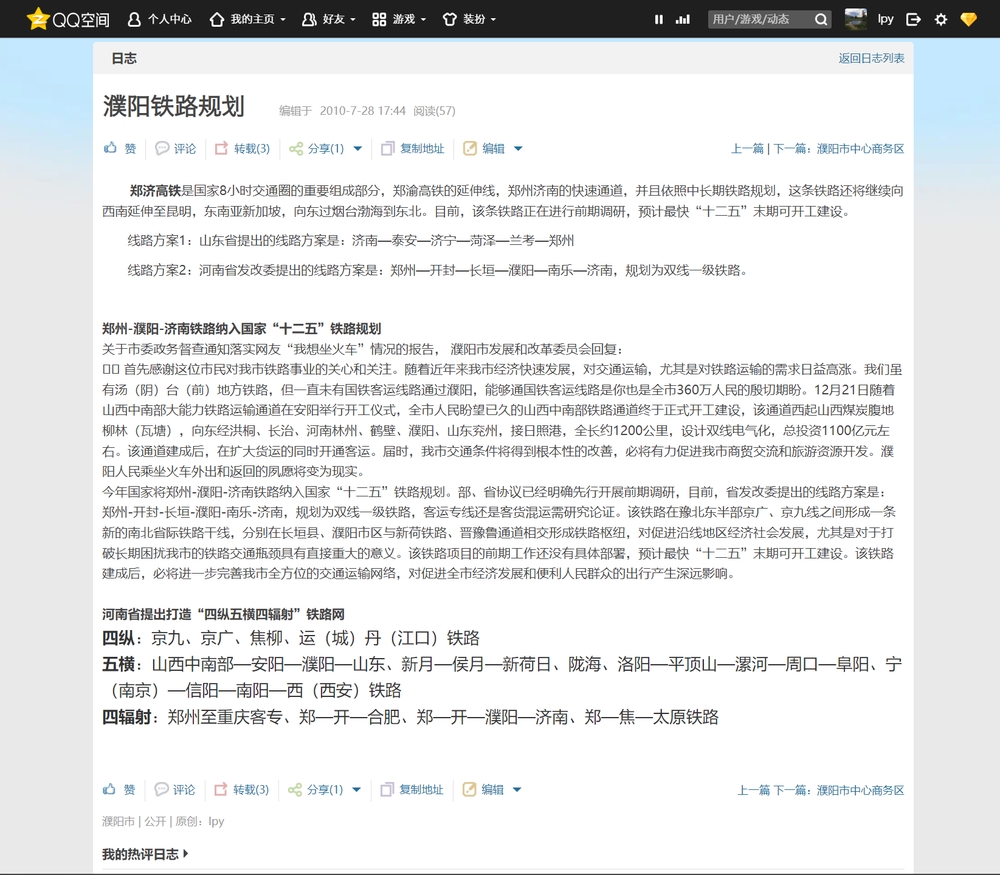 QQ空间 个人中心 我的主页 好友 游戏 装扮 用户/游戏/动态 lpy
日志 返回日志列表
濮阳铁路规划 编辑于 2010-7-28 17:44 阅读(57)
赞 评论 转载(3) 分享(1) 复制地址 编辑 上一篇 | 下一篇：濮阳市中心商务区
郑济高铁是国家8小时交通圈的重要组成部分，郑渝高铁的延伸线，郑州济南的快速通道，并且依照中长期铁路规划，这条铁路还将继续向
西南延伸至昆明，东南亚新加坡，向东过烟台渤海到东北。目前，该条铁路正在进行前期调研，预计最快“十二五”末期可开工建设。
线路方案1：山东省提出的线路方案是：济南—泰安—济宁—菏泽—兰考—郑州
线路方案2：河南省发改委提出的线路方案是：郑州—开封—长垣—濮阳—南乐—济南，规划为双线一级铁路。
郑州-濮阳-济南铁路纳入国家“十二五”铁路规划
关于市委政务督查通知落实网友“我想坐火车”情况的报告， 濮阳市发展和改革委员会回复：
首先感谢这位市民对我市铁路事业的关心和关注。随着近年来我市经济快速发展，对交通运输，尤其是对铁路运输的需求日益高涨。我们虽
有汤（阴）台（前）地方铁路，但一直未有国铁客运线路通过濮阳，能够通国铁客运线路是你也是全市360万人民的殷切期盼。12月21日随着
山西中南部大能力铁路运输通道在安阳举行开工仪式，全市人民盼望已久的山西中南部铁路通道终于正式开工建设，该通道西起山西煤炭腹地
柳林（瓦塘），向东经洪桐、长治、河南林州、鹤壁、濮阳、山东兖州，接日照港，全长约1200公里，设计双线电气化，总投资1100亿元左
右。该通道建成后，在扩大货运的同时开通客运。届时，我市交通条件将得到根本性的改善，必将有力促进我市商贸交流和旅游资源开发。濮
阳人民乘坐火车外出和返回的夙愿将变为现实。
今年国家将郑州-濮阳-济南铁路纳入国家“十二五”铁路规划。部、省协议已经明确先行开展前期调研，目前，省发改委提出的线路方案是：
郑州-开封-长垣-濮阳-南乐-济南，规划为双线一级铁路，客运专线还是客货混运需研究论证。该铁路在豫北东半部京广、京九线之间形成一条
新的南北省际铁路干线，分别在长垣县、濮阳市区与新荷铁路、晋豫鲁通道相交形成铁路枢纽，对促进沿线地区经济社会发展，尤其是对于打
破长期困扰我市的铁路交通瓶颈具有直接重大的意义。该铁路项目的前期工作还没有具体部署，预计最快“十二五”末期可开工建设。该铁路
建成后，必将进一步完善我市全方位的交通运输网络，对促进全市经济发展和便利人民群众的出行产生深远影响。
河南省提出打造“四纵五横四辐射”铁路网
四纵：京九、京广、焦柳、运（城）丹（江口）铁路
五横：山西中南部—安阳—濮阳—山东、新月—侯月—新荷日、陇海、洛阳—平顶山—漯河—周口—阜阳、宁
（南京）—信阳—南阳—西（西安）铁路
四辐射：郑州至重庆客专、郑—开—合肥、郑—开—濮阳—济南、郑—焦—太原铁路
赞 评论 转载(3) 分享(1) 复制地址 编辑 上一篇 下一篇：濮阳市中心商务区
濮阳市 | 公开 | 原创：lpy
我的热评日志